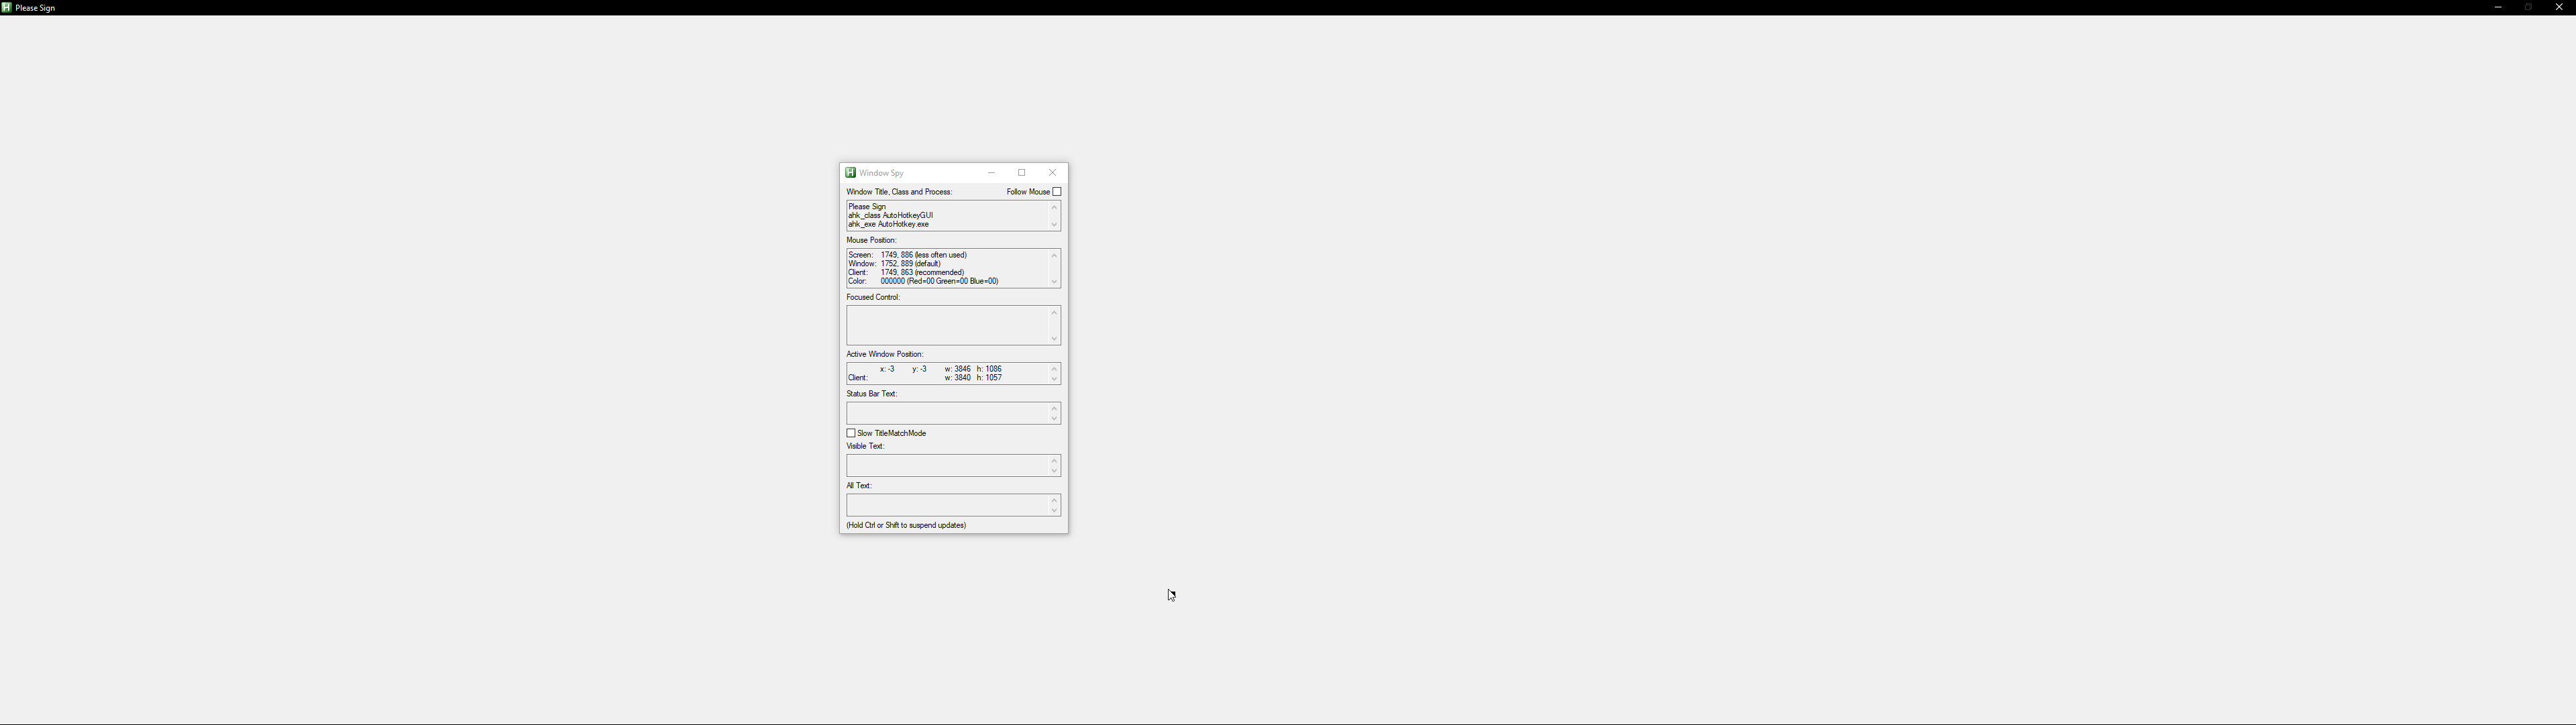 Please Sign
Window Spy
Window Title, Class and Process:
Follow Mouse
Please Sign
ahk_class AutoHotkeyGUI
ahk_exe AutoHotkey.exe
Mouse Position:
Screen: 1749, 886 (less often used)
Window: 1752, 889 (default)
Client: 1749, 863 (recommended)
Color: 000000 (Red=00 Green=00 Blue=00)
Focused Control:
Active Window Position:
x: -3 y: -3 w: 3846 h: 1086
Client: w: 3840 h: 1057
Status Bar Text:
Slow TitleMatchMode
Visible Text:
All Text:
(Hold Ctrl or Shift to suspend updates)